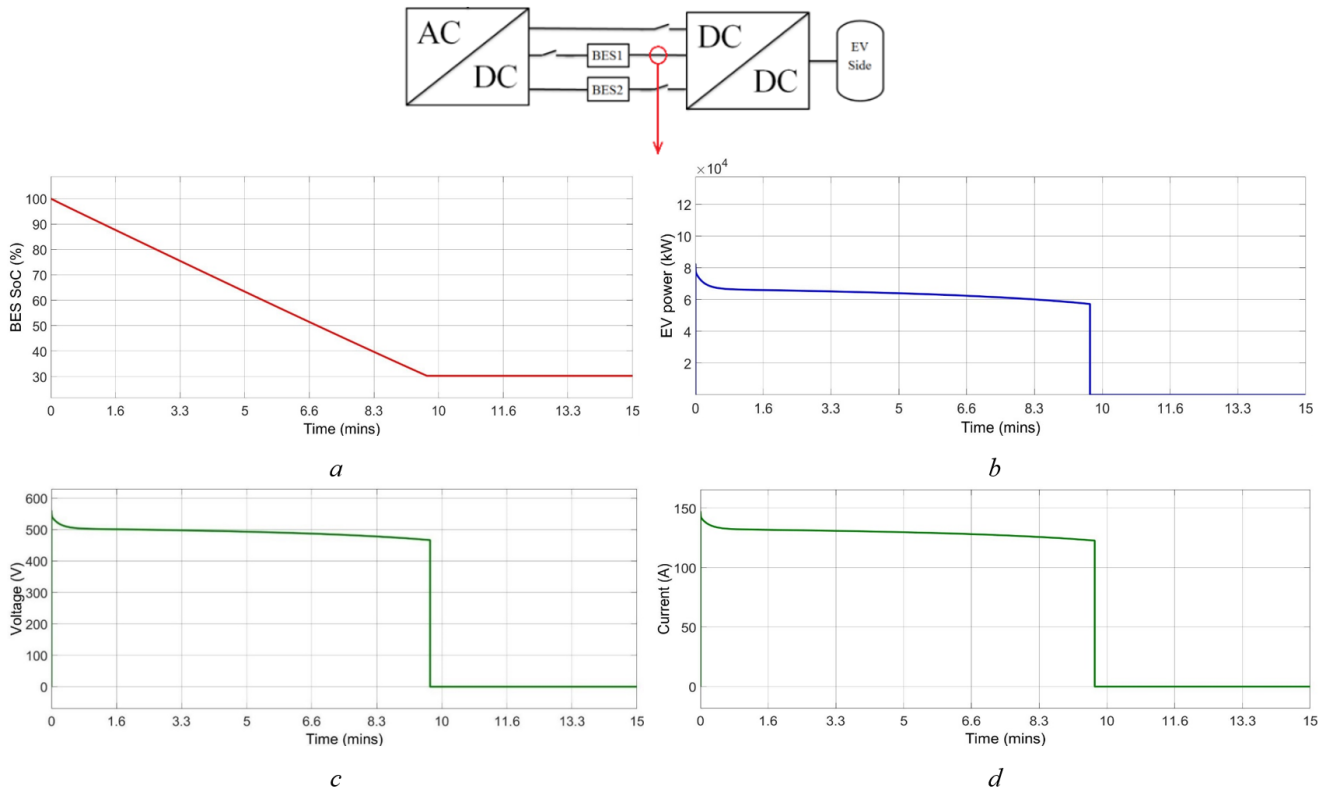 AC
DC
BES1
BES2
DC
DC
EV
Side
BES SoC (%)
100
90
80
70
60
50
40
30
0 1.6 3.3 5 6.6 8.3 10 11.6 13.3 15
Time (mins)
a
×10⁴
EV power (kW)
12
10
8
6
4
2
0 1.6 3.3 5 6.6 8.3 10 11.6 13.3 15
Time (mins)
b
Voltage (V)
600
500
400
300
200
100
0
0 1.6 3.3 5 6.6 8.3 10 11.6 13.3 15
Time (mins)
c
Current (A)
150
100
50
0
0 1.6 3.3 5 6.6 8.3 10 11.6 13.3 15
Time (mins)
d